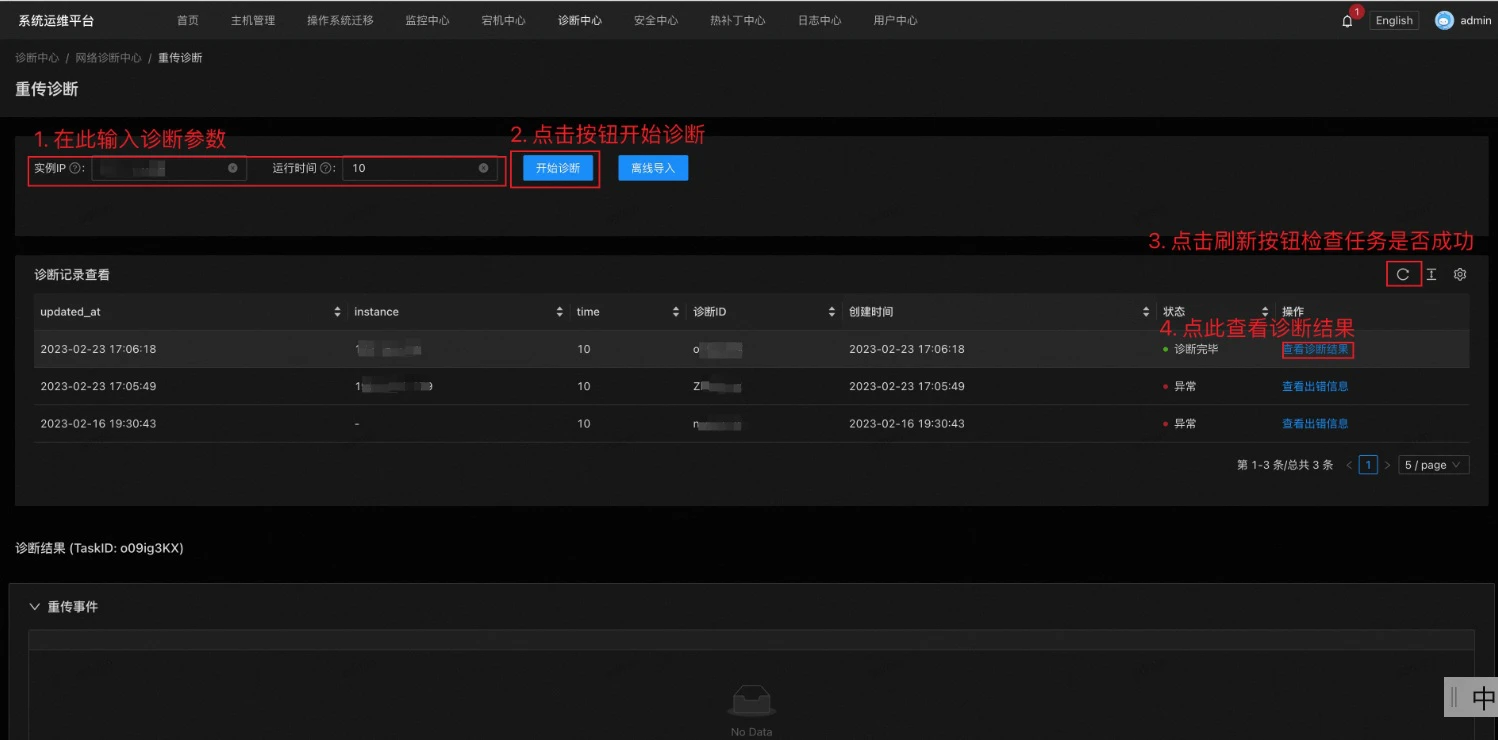 系统运维平台 首页 主机管理 操作系统迁移 监控中心 宕机中心 诊断中心 安全中心 热补丁中心 日志中心 用户中心 1 English admin
诊断中心 / 网络诊断中心 / 重传诊断
重传诊断
1. 在此输入诊断参数 2. 点击按钮开始诊断
实例IP ?: 运行时间 ?: 10 开始诊断 离线导入
3. 点击刷新按钮检查任务是否成功
诊断记录查看
updated_at instance time 诊断ID 创建时间 状态 操作
4. 点此查看诊断结果
2023-02-23 17:06:18 10 2023-02-23 17:06:18 诊断完毕 查看诊断结果
2023-02-23 17:05:49 10 2023-02-23 17:05:49 异常 查看出错信息
2023-02-16 19:30:43 - 10 2023-02-16 19:30:43 异常 查看出错信息
第 1-3 条/总共 3 条 < 1 > 5 / page
诊断结果 (TaskID: o09ig3KX)
重传事件
中
No Data